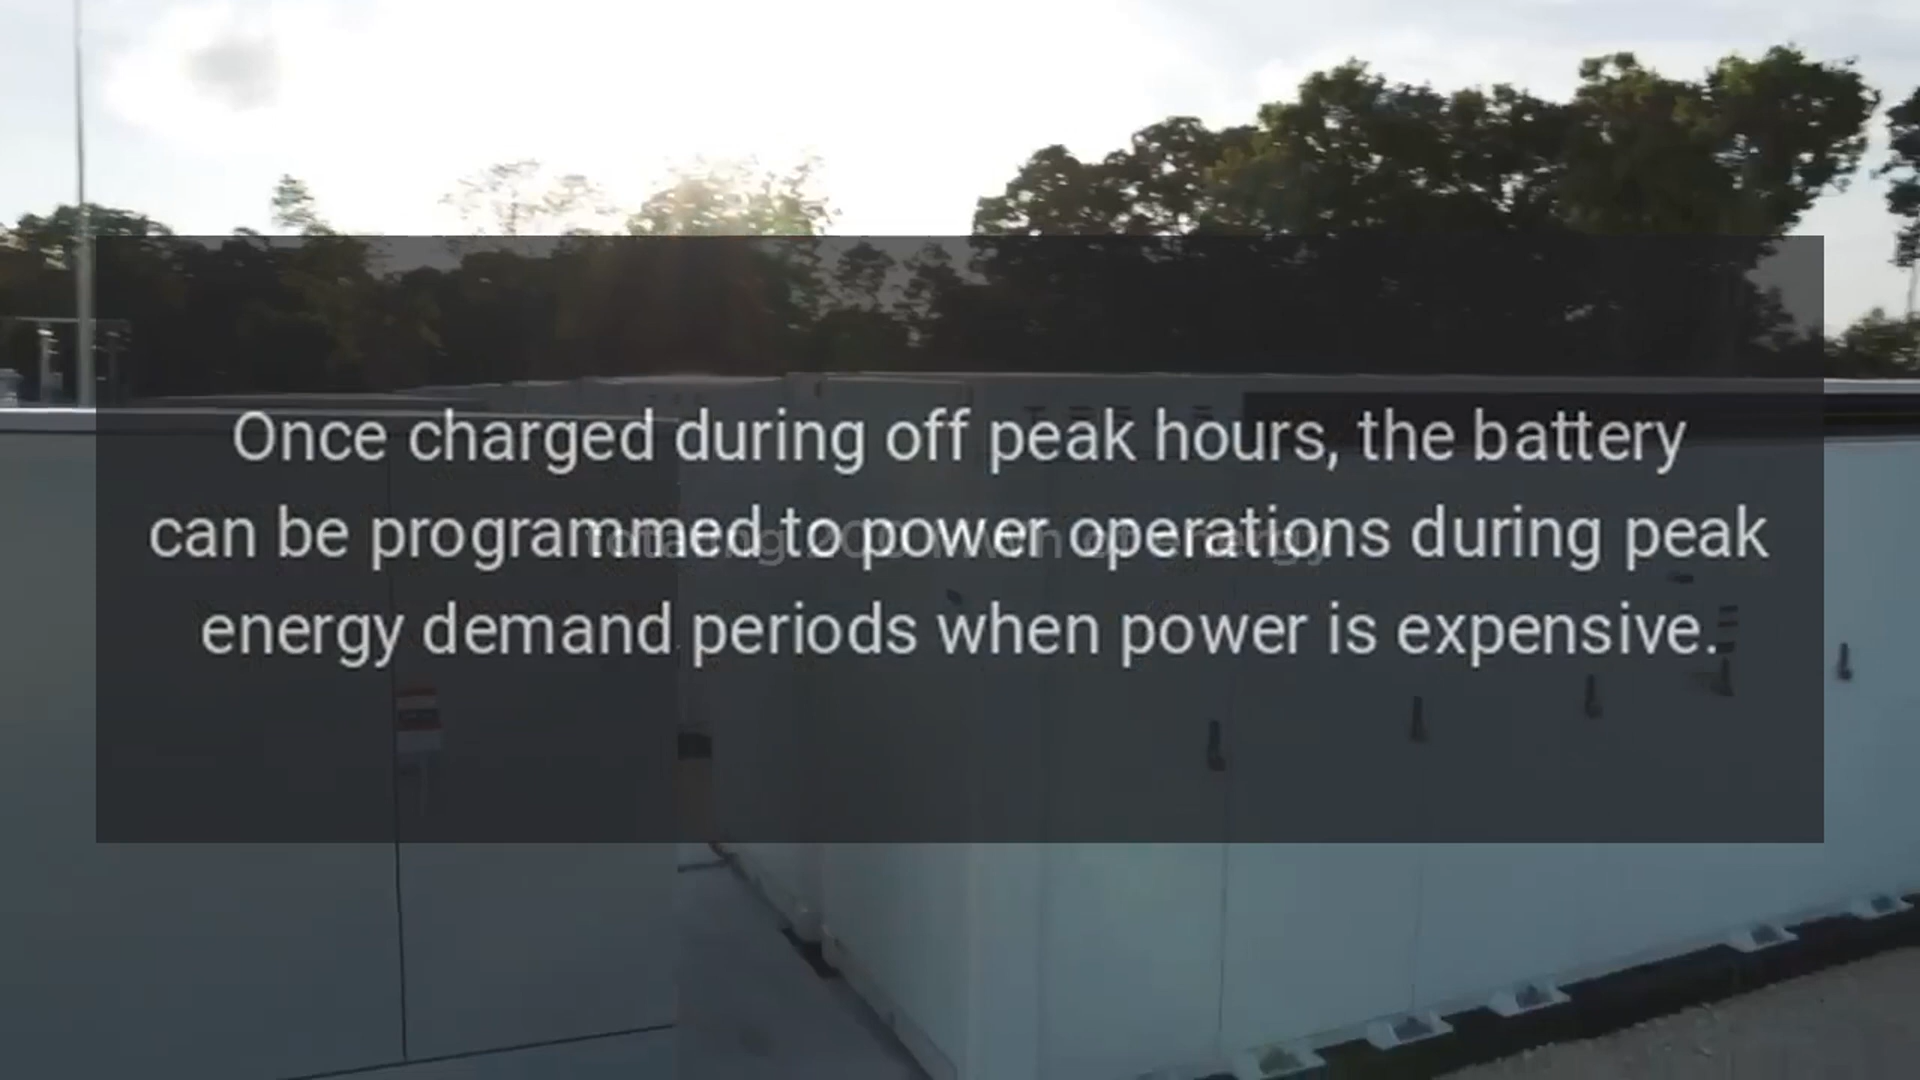 Once charged during off peak hours, the battery
can be programmed to power operations during peak
energy demand periods when power is expensive.